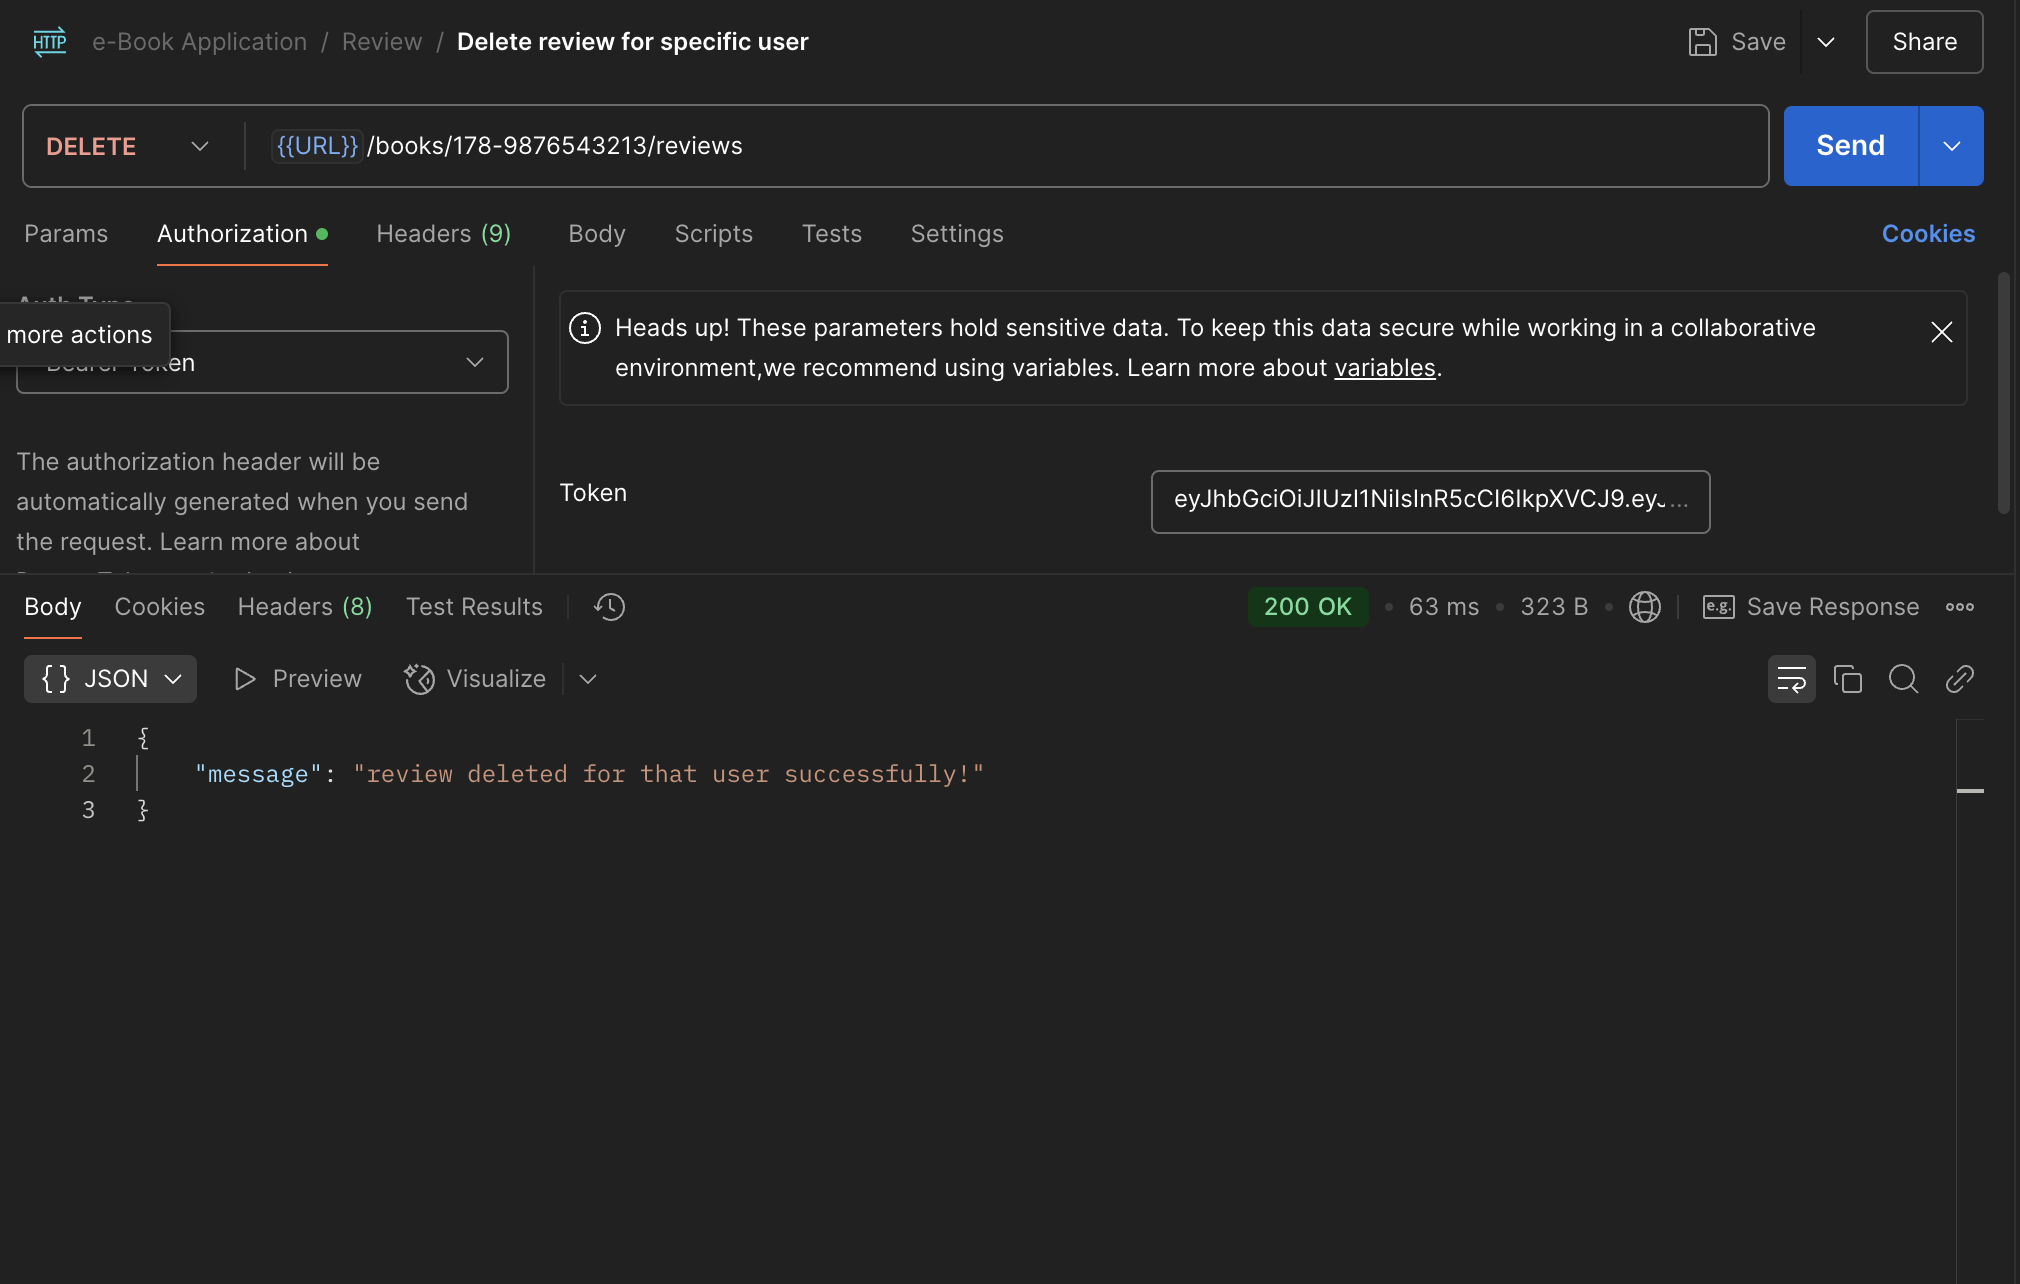 HTTP e-Book Application / Review / Delete review for specific user Save Share
DELETE {{URL}}/books/178-9876543213/reviews Send
Params Authorization Headers (9) Body Scripts Tests Settings Cookies
Auth Type
more actions
Bearer Token
The authorization header will be
automatically generated when you send
the request. Learn more about
Heads up! These parameters hold sensitive data. To keep this data secure while working in a collaborative
environment,we recommend using variables. Learn more about variables.
Token eyJhbGciOiJIUzI1NiIsInR5cCI6IkpXVCJ9.eyJ...
Body Cookies Headers (8) Test Results 200 OK • 63 ms • 323 B • e.g. Save Response
{} JSON Preview Visualize
1 {
2 "message": "review deleted for that user successfully!"
3 }